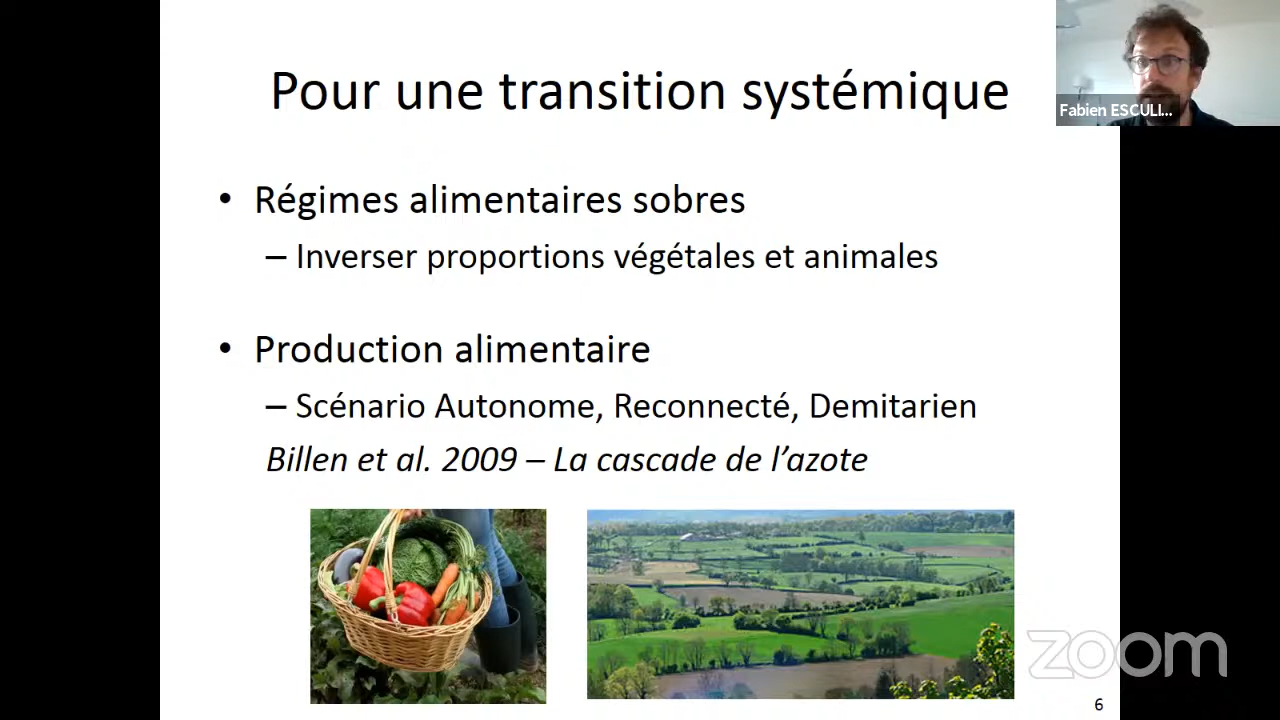 Pour une transition systémique
Fabien ESCULI...
• Régimes alimentaires sobres
– Inverser proportions végétales et animales
• Production alimentaire
– Scénario Autonome, Reconnecté, Demitarien
Billen et al. 2009 – La cascade de l’azote
zoom
6